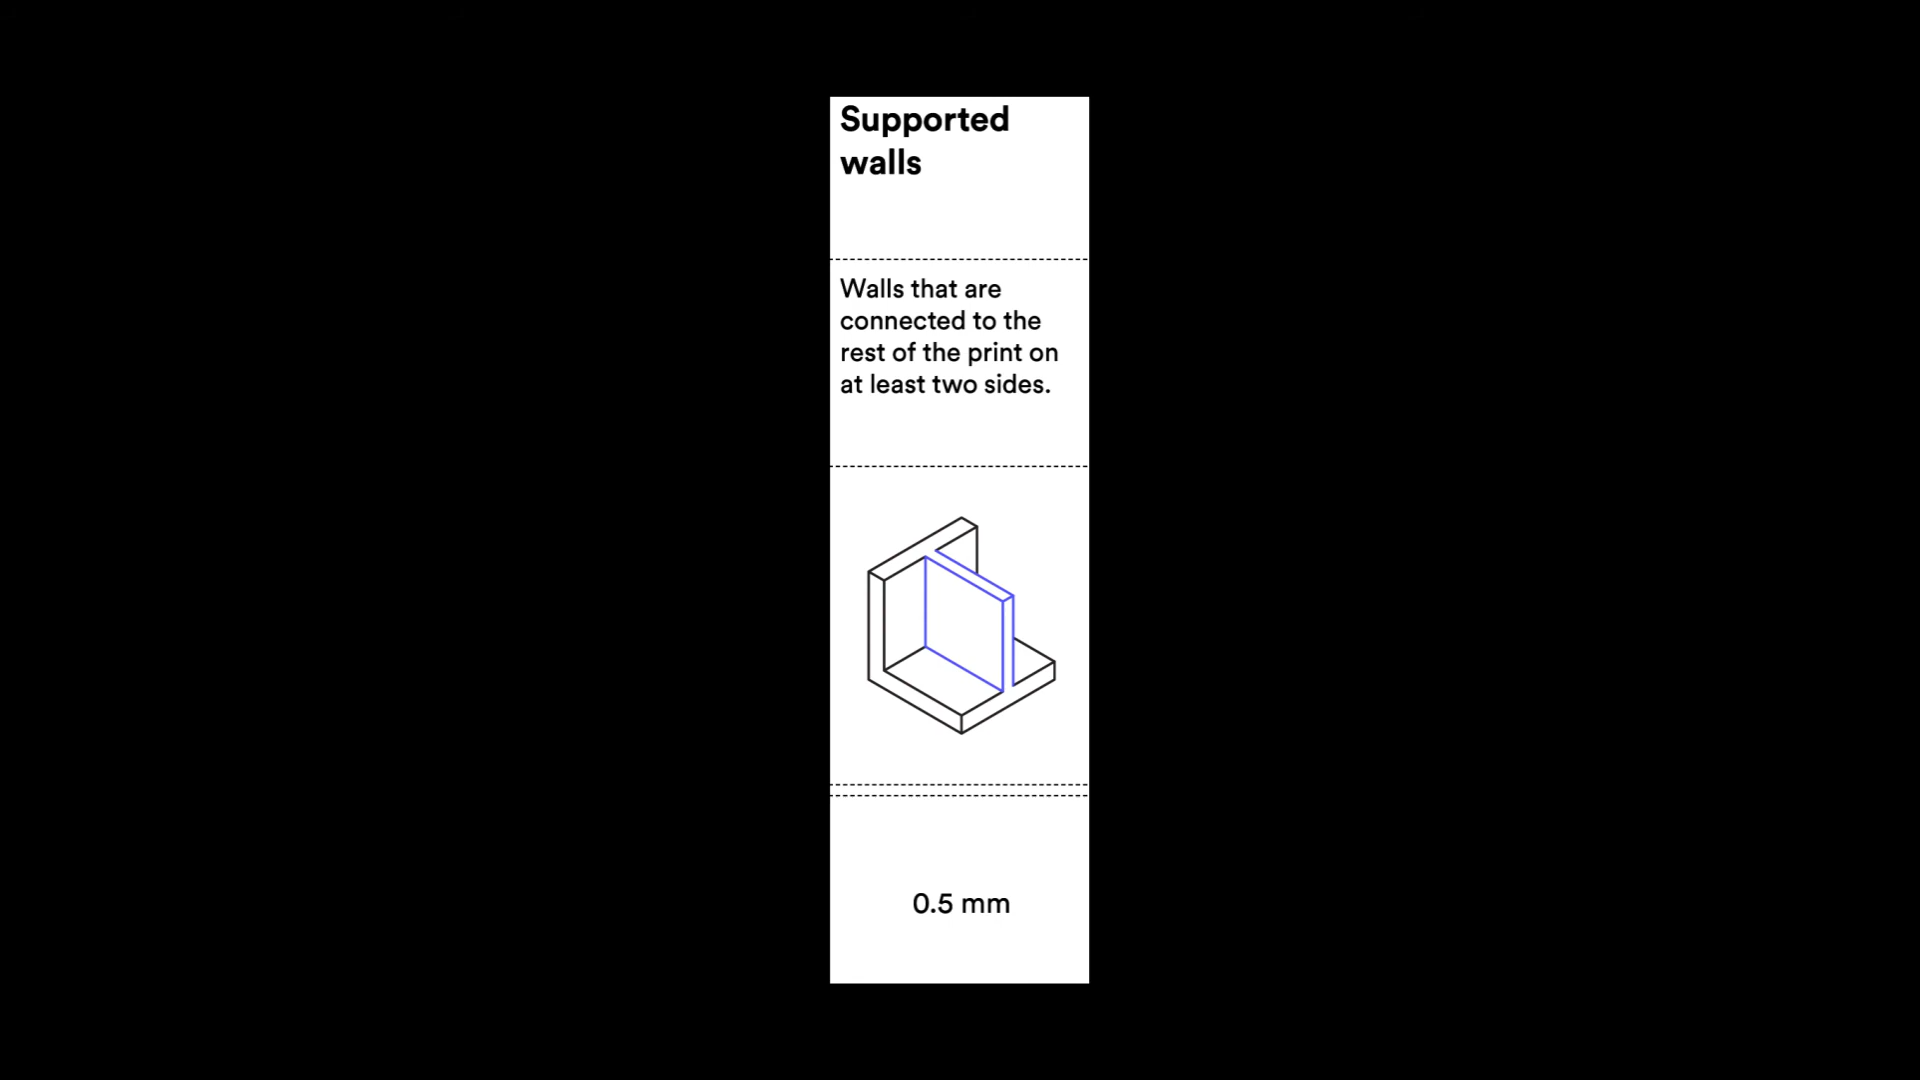 Supported
walls
Walls that are
connected to the
rest of the print on
at least two sides.
0.5 mm